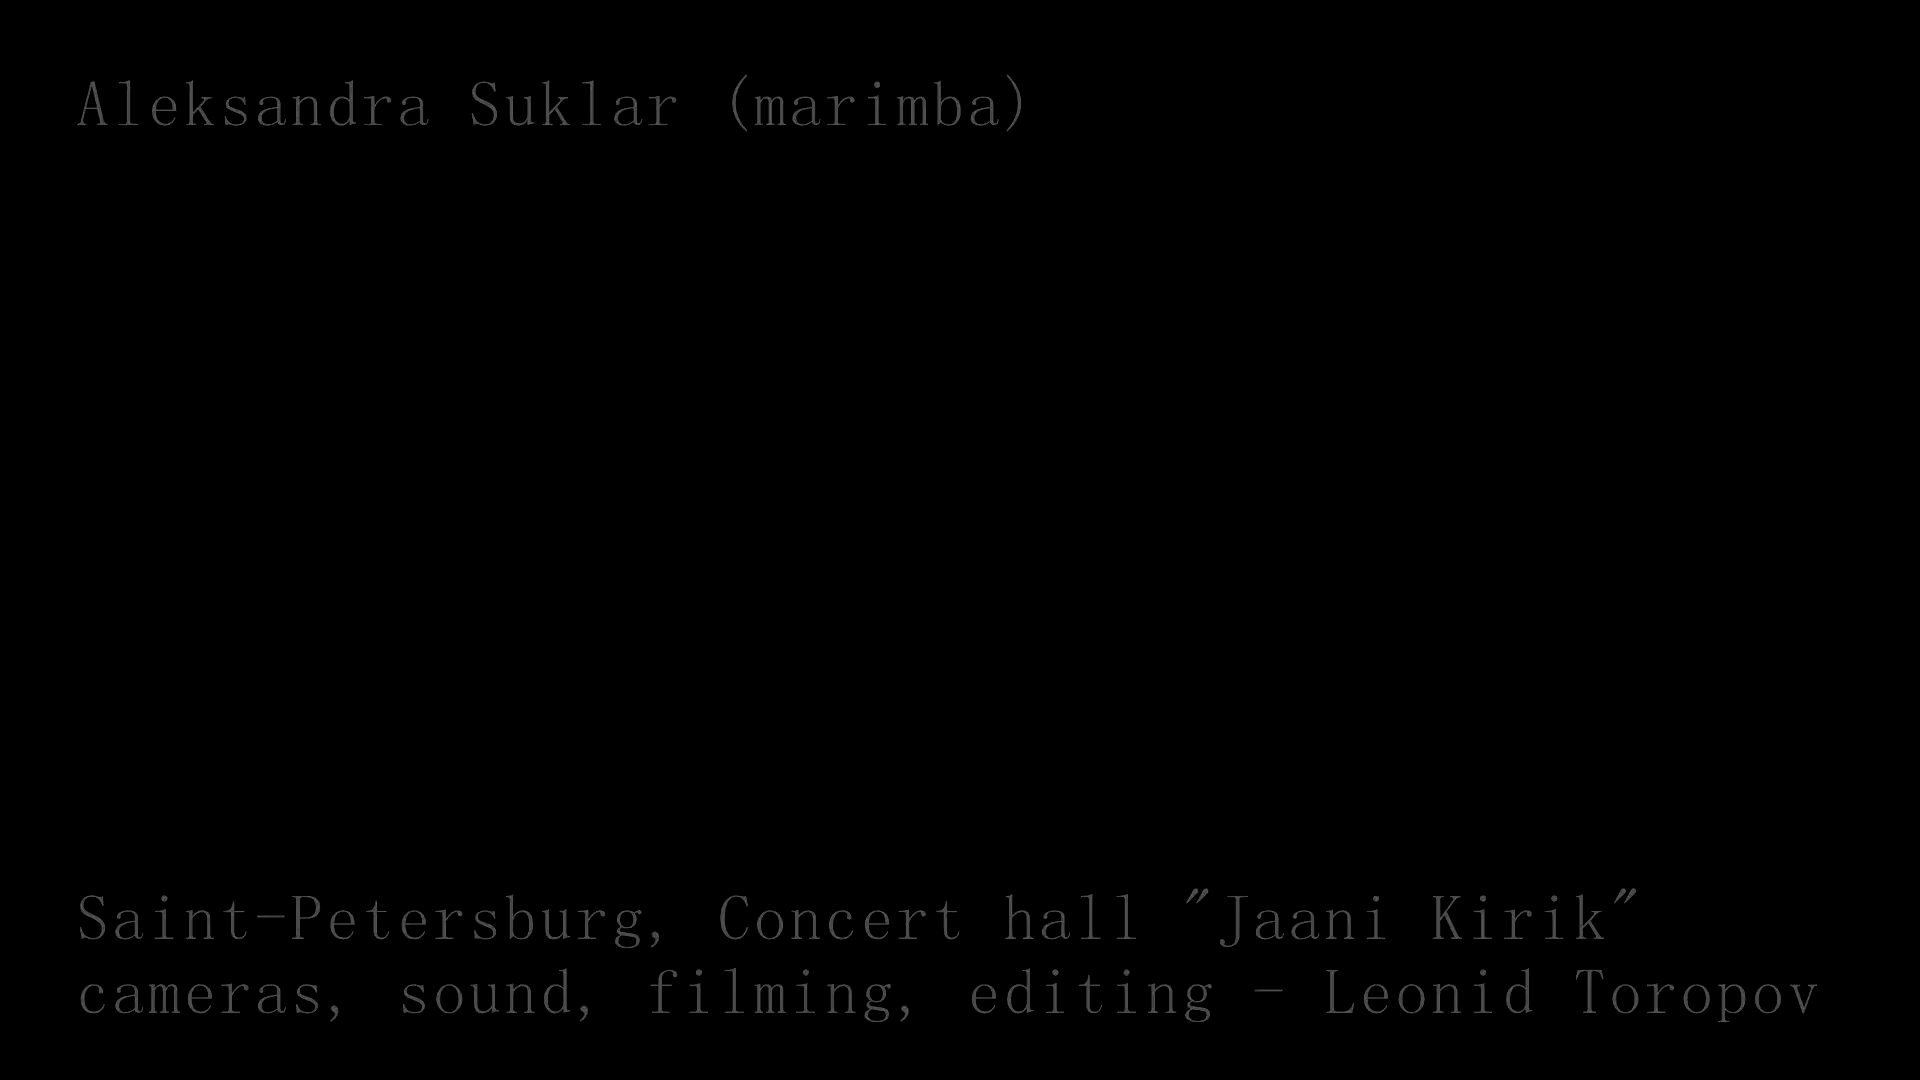 Aleksandra Suklar (marimba)
Saint-Petersburg, Concert hall "Jaani Kirik"
cameras, sound, filming, editing - Leonid Toropov